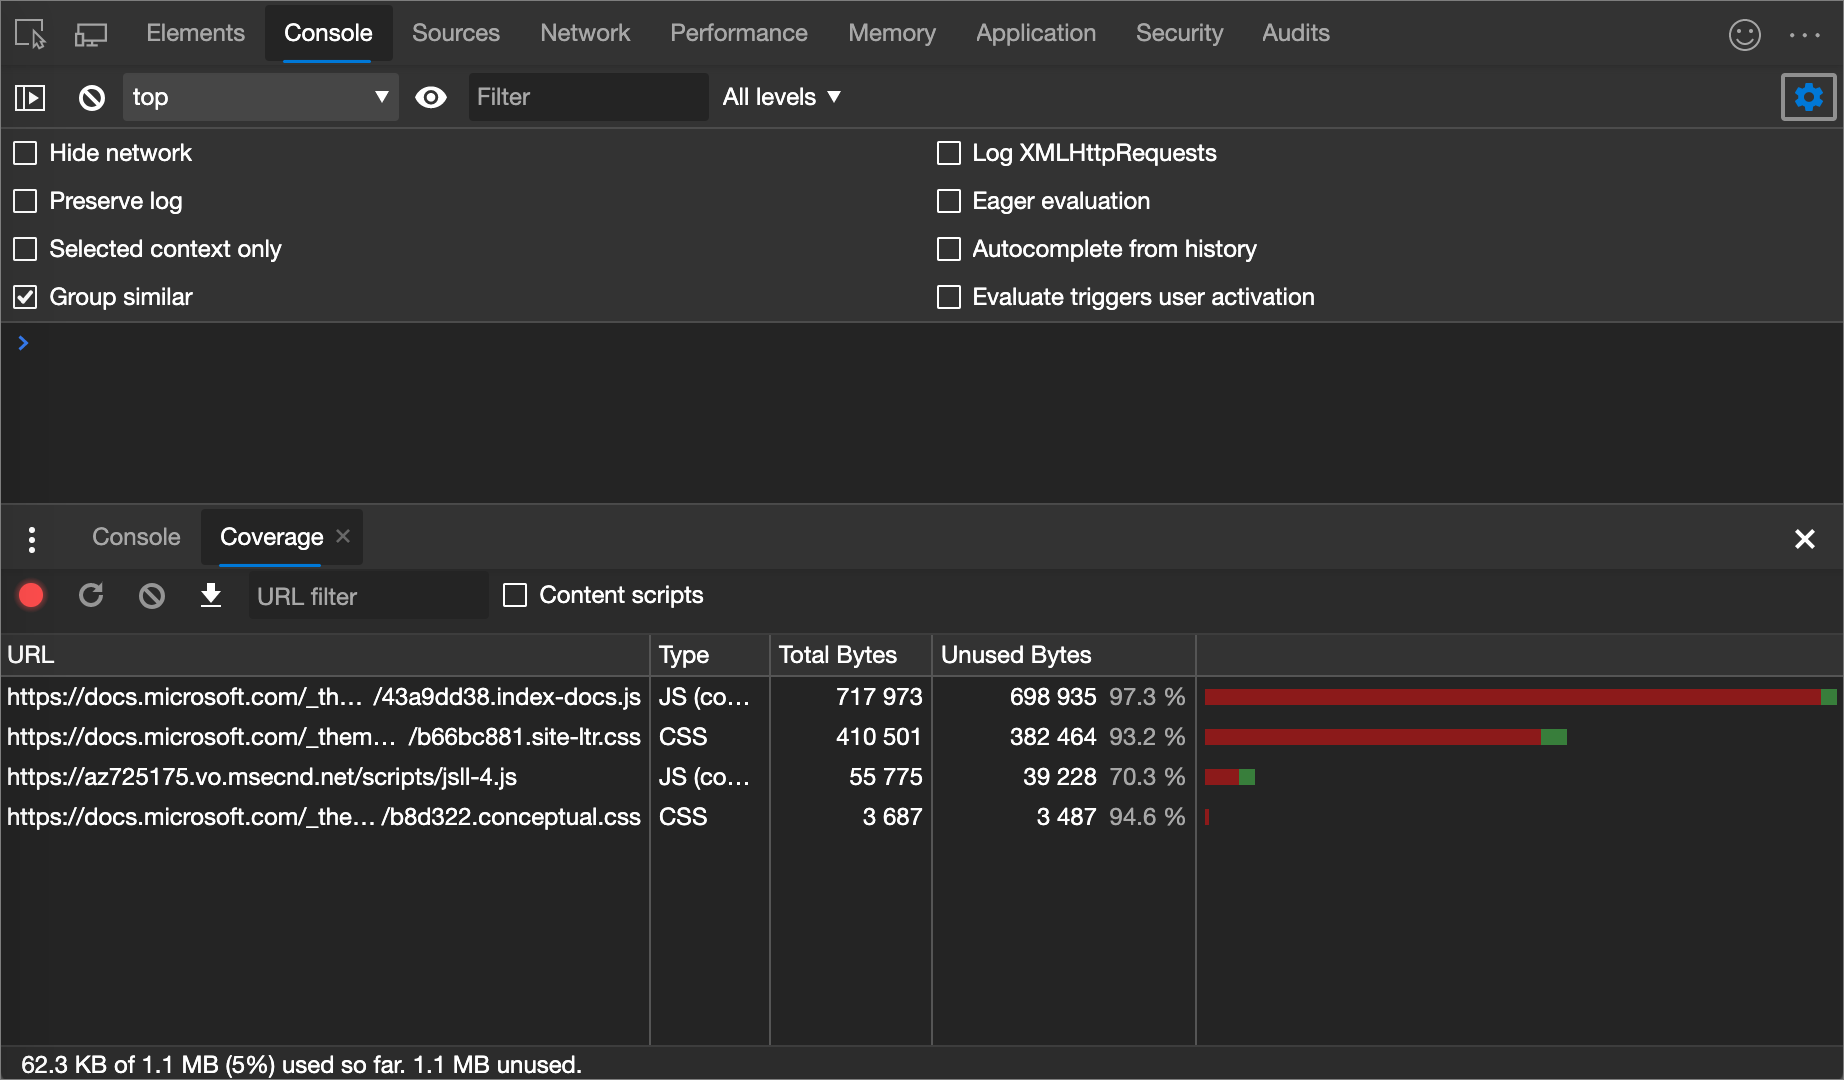 Elements Console Sources Network Performance Memory Application Security Audits
top Filter All levels
Hide network Log XMLHttpRequests
Preserve log Eager evaluation
Selected context only Autocomplete from history
Group similar Evaluate triggers user activation
Console Coverage
URL filter Content scripts
URL Type Total Bytes Unused Bytes
https://docs.microsoft.com/_th… /43a9dd38.index-docs.js JS (co… 717 973 698 935 97.3 %
https://docs.microsoft.com/_them… /b66bc881.site-ltr.css CSS 410 501 382 464 93.2 %
https://az725175.vo.msecnd.net/scripts/jsll-4.js JS (co… 55 775 39 228 70.3 %
https://docs.microsoft.com/_the… /b8d322.conceptual.css CSS 3 687 3 487 94.6 %
62.3 KB of 1.1 MB (5%) used so far. 1.1 MB unused.